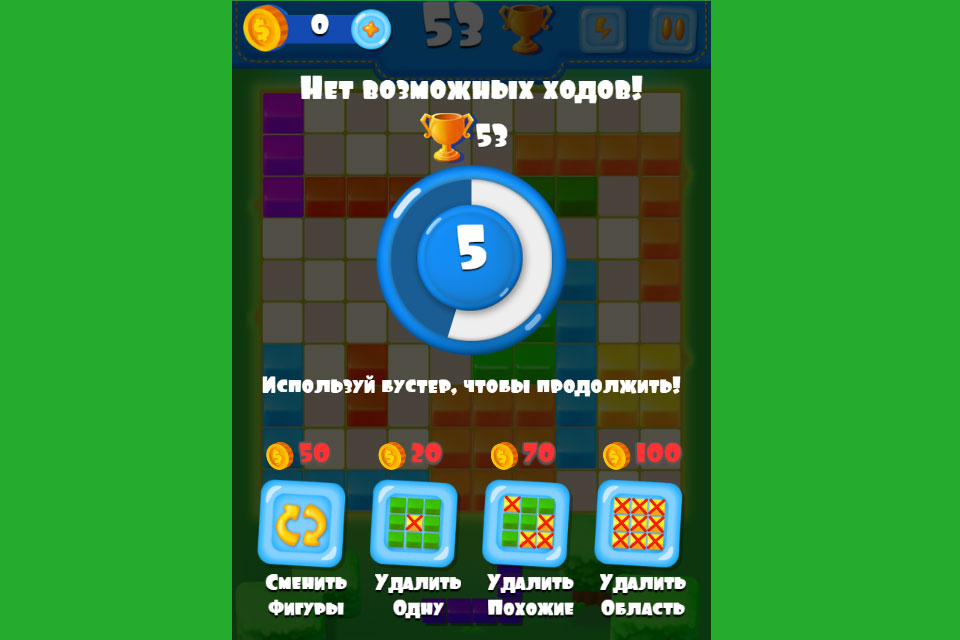 0
53
Нет возможных ходов!
53
5
Используй бустер, чтобы продолжить!
50 20 70 100
Сменить Удалить Удалить Удалить
Фигуры Одну Похожие Область